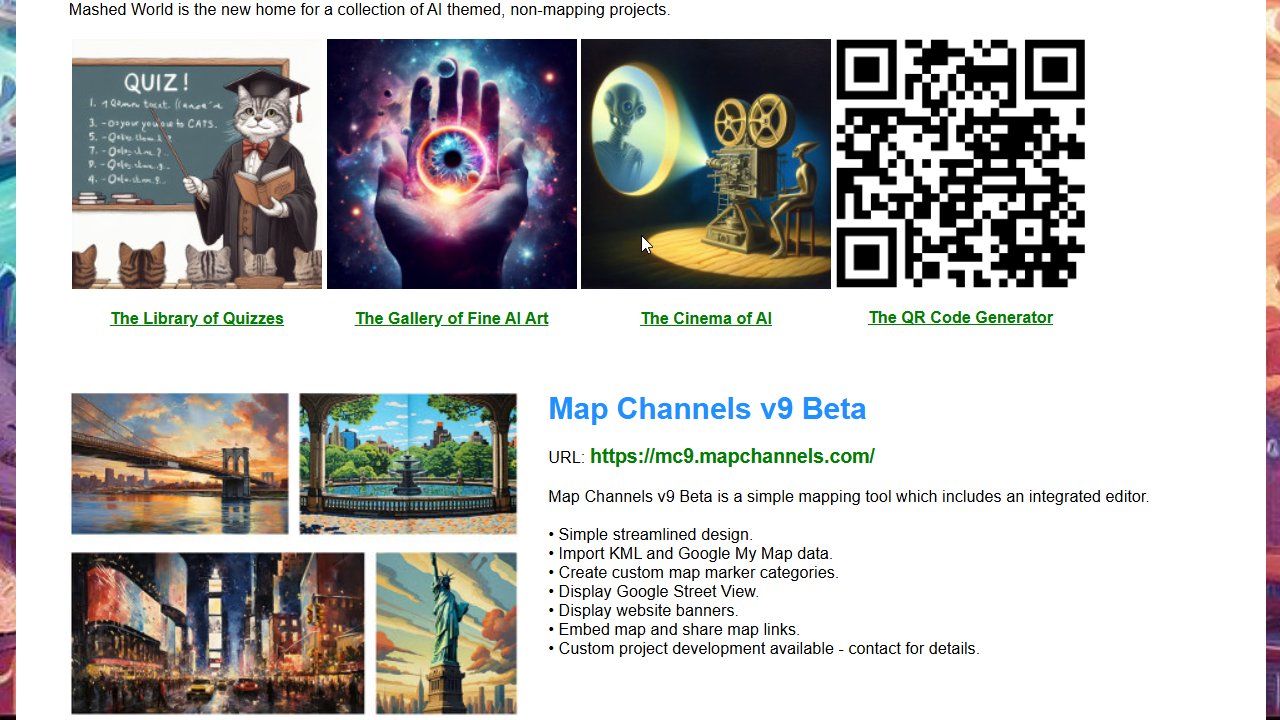 Mashed World is the new home for a collection of AI themed, non-mapping projects.
QUIZ!
The Library of Quizzes
The Gallery of Fine AI Art
The Cinema of AI
The QR Code Generator
Map Channels v9 Beta
URL: https://mc9.mapchannels.com/
Map Channels v9 Beta is a simple mapping tool which includes an integrated editor.
• Simple streamlined design.
• Import KML and Google My Map data.
• Create custom map marker categories.
• Display Google Street View.
• Display website banners.
• Embed map and share map links.
• Custom project development available - contact for details.